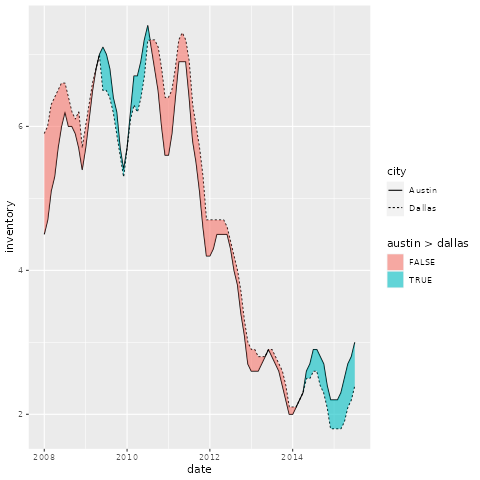 6
4
2
inventory
2008
2010
2012
2014
date
city
Austin
Dallas
austin > dallas
FALSE
TRUE